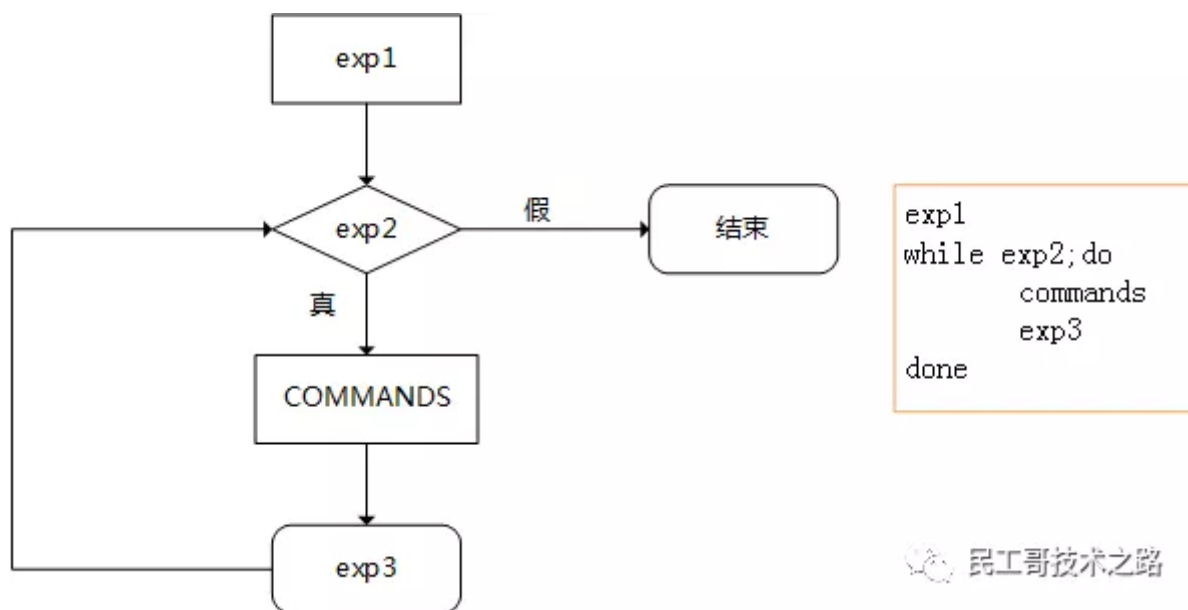 exp1
exp2
假
结束
真
COMMANDS
exp3
exp1
while exp2;do
commands
exp3
done
民工哥技术之路